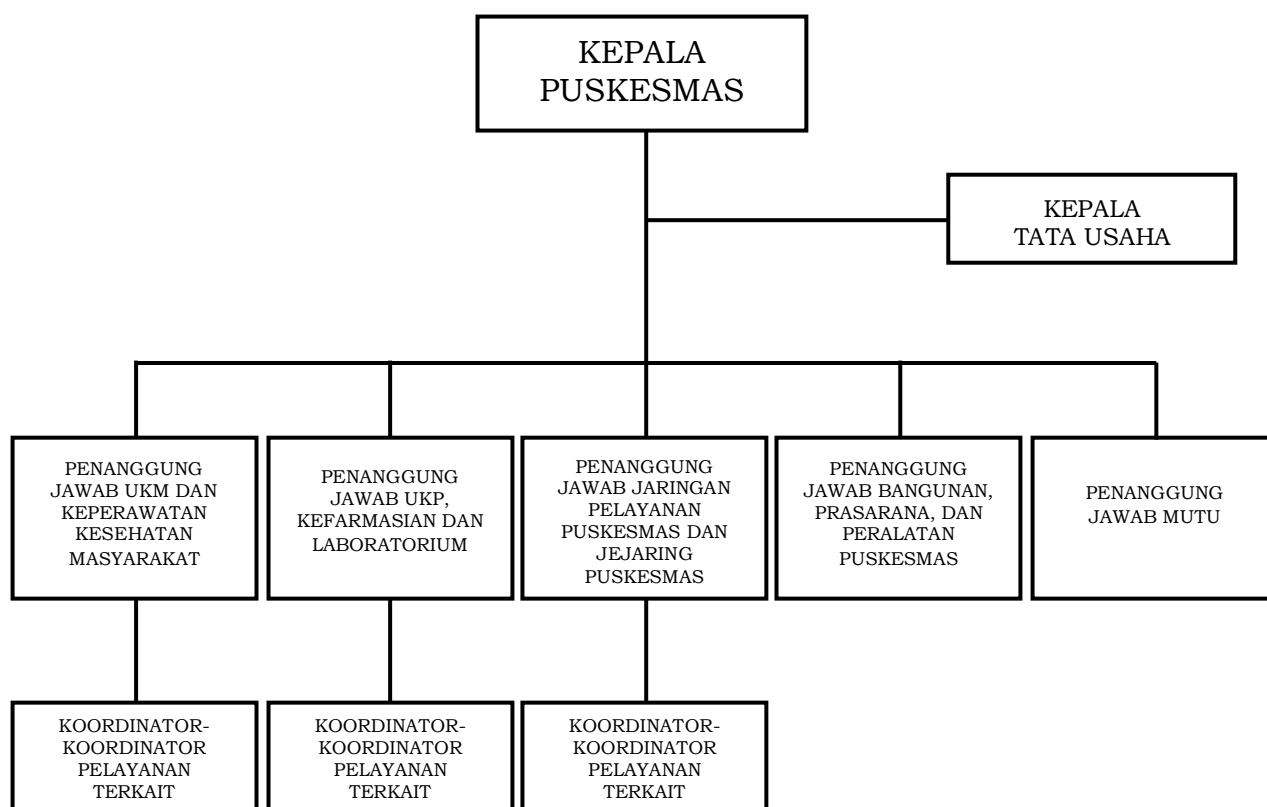 KEPALA
PUSKESMAS
KEPALA
TATA USAHA
PENANGGUNG
JAWAB UKM DAN
KEPERAWATAN
KESEHATAN
MASYARAKAT
PENANGGUNG
JAWAB UKP,
KEFARMASIAN DAN
LABORATORIUM
PENANGGUNG
JAWAB JARINGAN
PELAYANAN
PUSKESMAS DAN
JEJARING
PUSKESMAS
PENANGGUNG
JAWAB BANGUNAN,
PRASARANA, DAN
PERALATAN
PUSKESMAS
PENANGGUNG
JAWAB MUTU
KOORDINATOR-
KOORDINATOR
PELAYANAN
TERKAIT
KOORDINATOR-
KOORDINATOR
PELAYANAN
TERKAIT
KOORDINATOR-
KOORDINATOR
PELAYANAN
TERKAIT